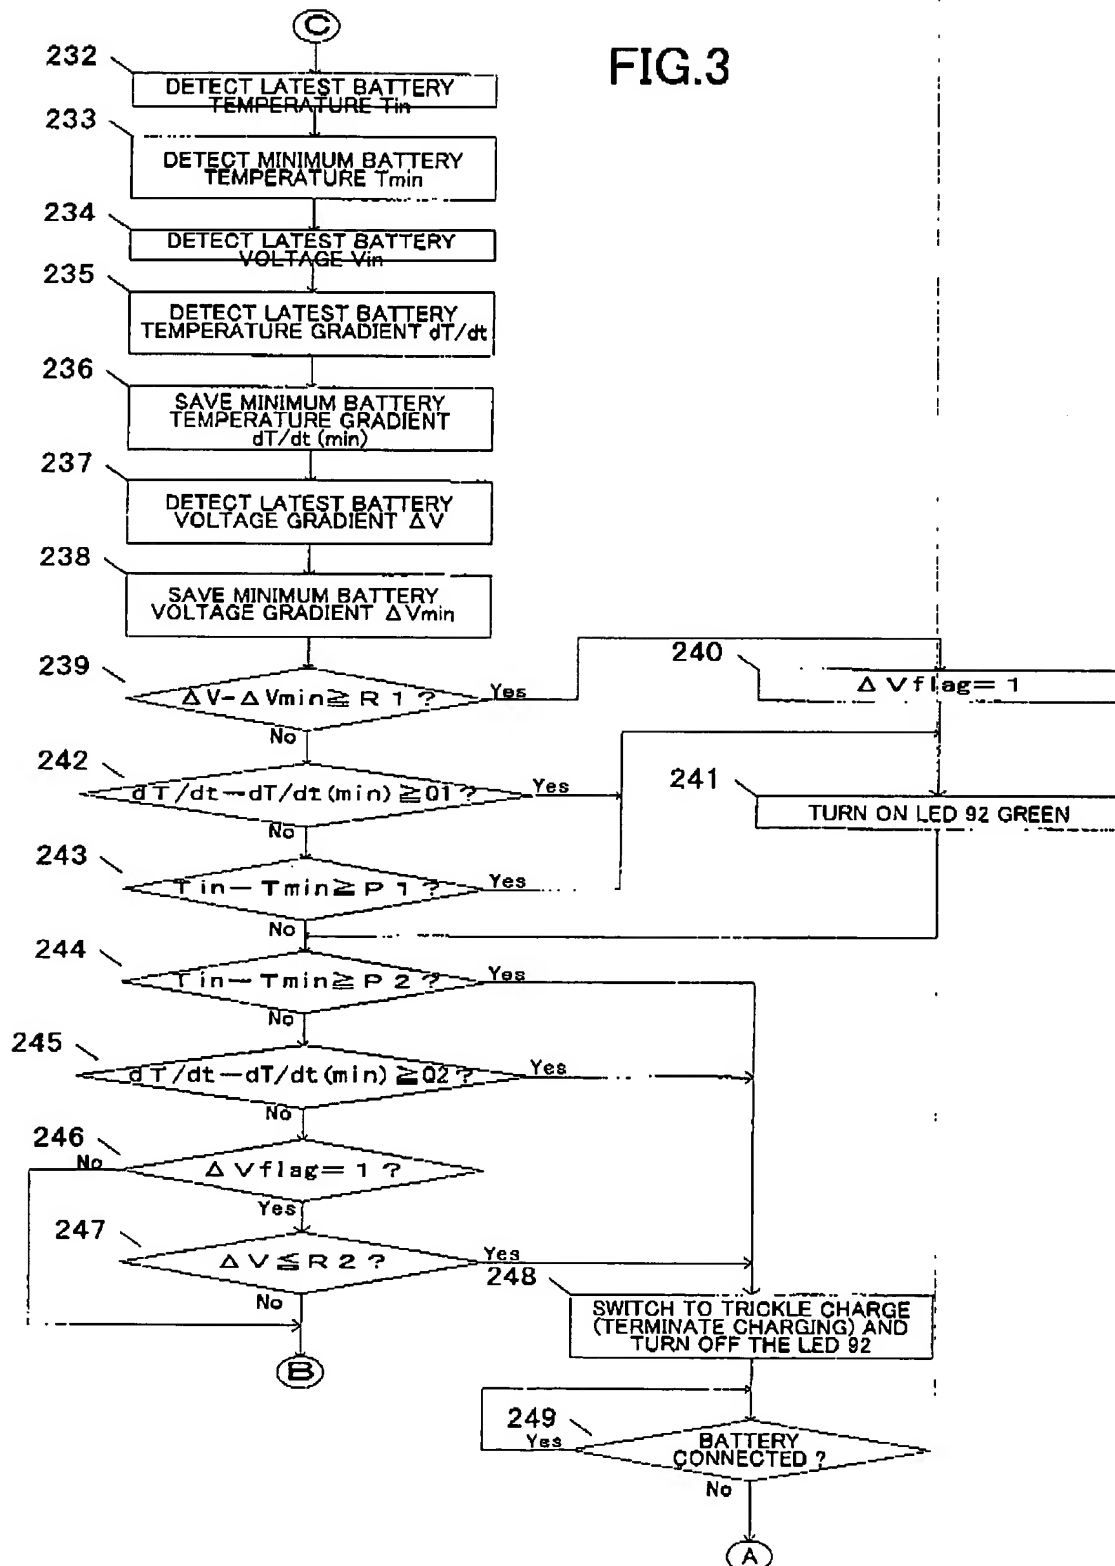 C
FIG.3
232
DETECT LATEST BATTERY
TEMPERATURE Tin
233
DETECT MINIMUM BATTERY
TEMPERATURE Tmin
234
DETECT LATEST BATTERY
VOLTAGE Vin
235
DETECT LATEST BATTERY
TEMPERATURE GRADIENT dT/dt
236
SAVE MINIMUM BATTERY
TEMPERATURE GRADIENT
dT/dt(min)
237
DETECT LATEST BATTERY
VOLTAGE GRADIENT ΔV
238
SAVE MINIMUM BATTERY
VOLTAGE GRADIENT ΔVmin
239
ΔV-ΔVmin≧R1?
Yes
No
240
ΔVflag=1
242
dT/dt-dT/dt(min)≧Q1?
Yes
No
241
TURN ON LED 92 GREEN
243
Tin-Tmin≧P1?
Yes
No
244
Tin-Tmin≧P2?
Yes
No
245
dT/dt-dT/dt(min)≧Q2?
Yes
No
246
No
ΔVflag=1?
Yes
247
ΔV≦R2?
Yes
No
248
SWITCH TO TRICKLE CHARGE
(TERMINATE CHARGING) AND
TURN OFF THE LED 92
B
249
Yes
BATTERY
CONNECTED?
No
A